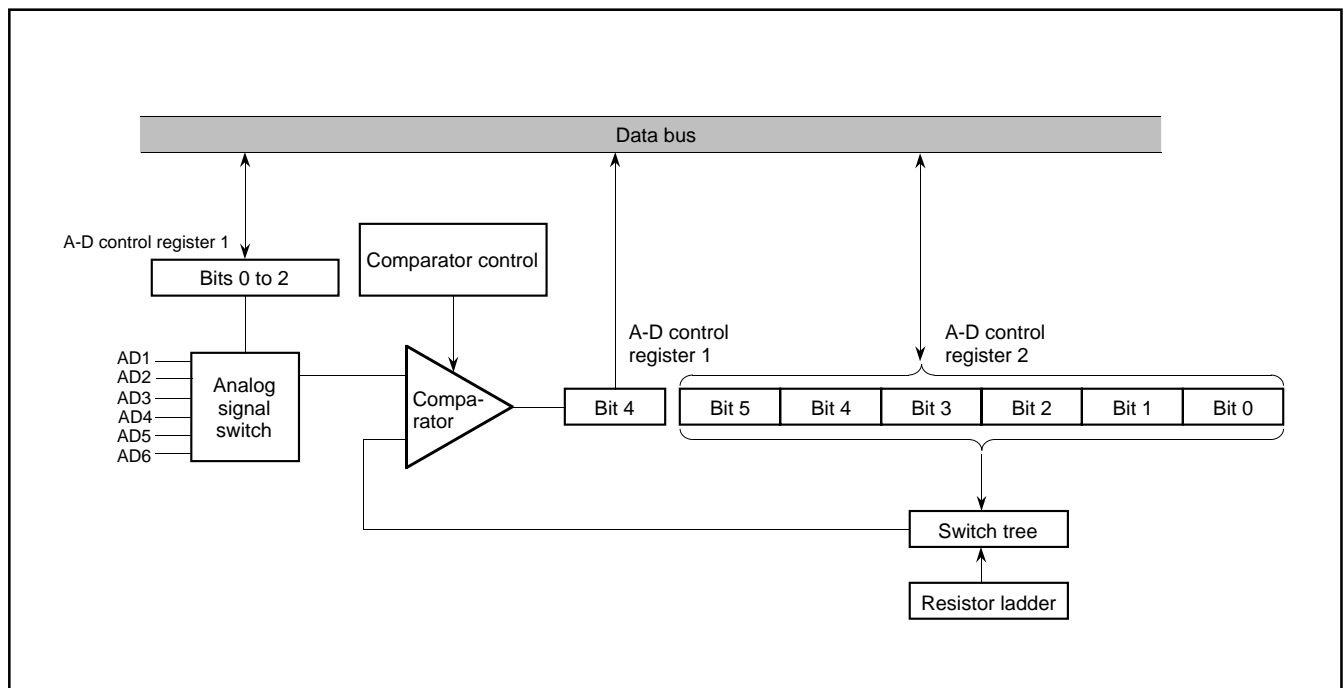 Data bus
A-D control register 1
Bits 0 to 2
Comparator control
AD1
AD2
AD3
AD4
AD5
AD6
Analog
signal
switch
Compa-
rator
Bit 4
A-D control
register 1
A-D control
register 2
Bit 5
Bit 4
Bit 3
Bit 2
Bit 1
Bit 0
Switch tree
Resistor ladder